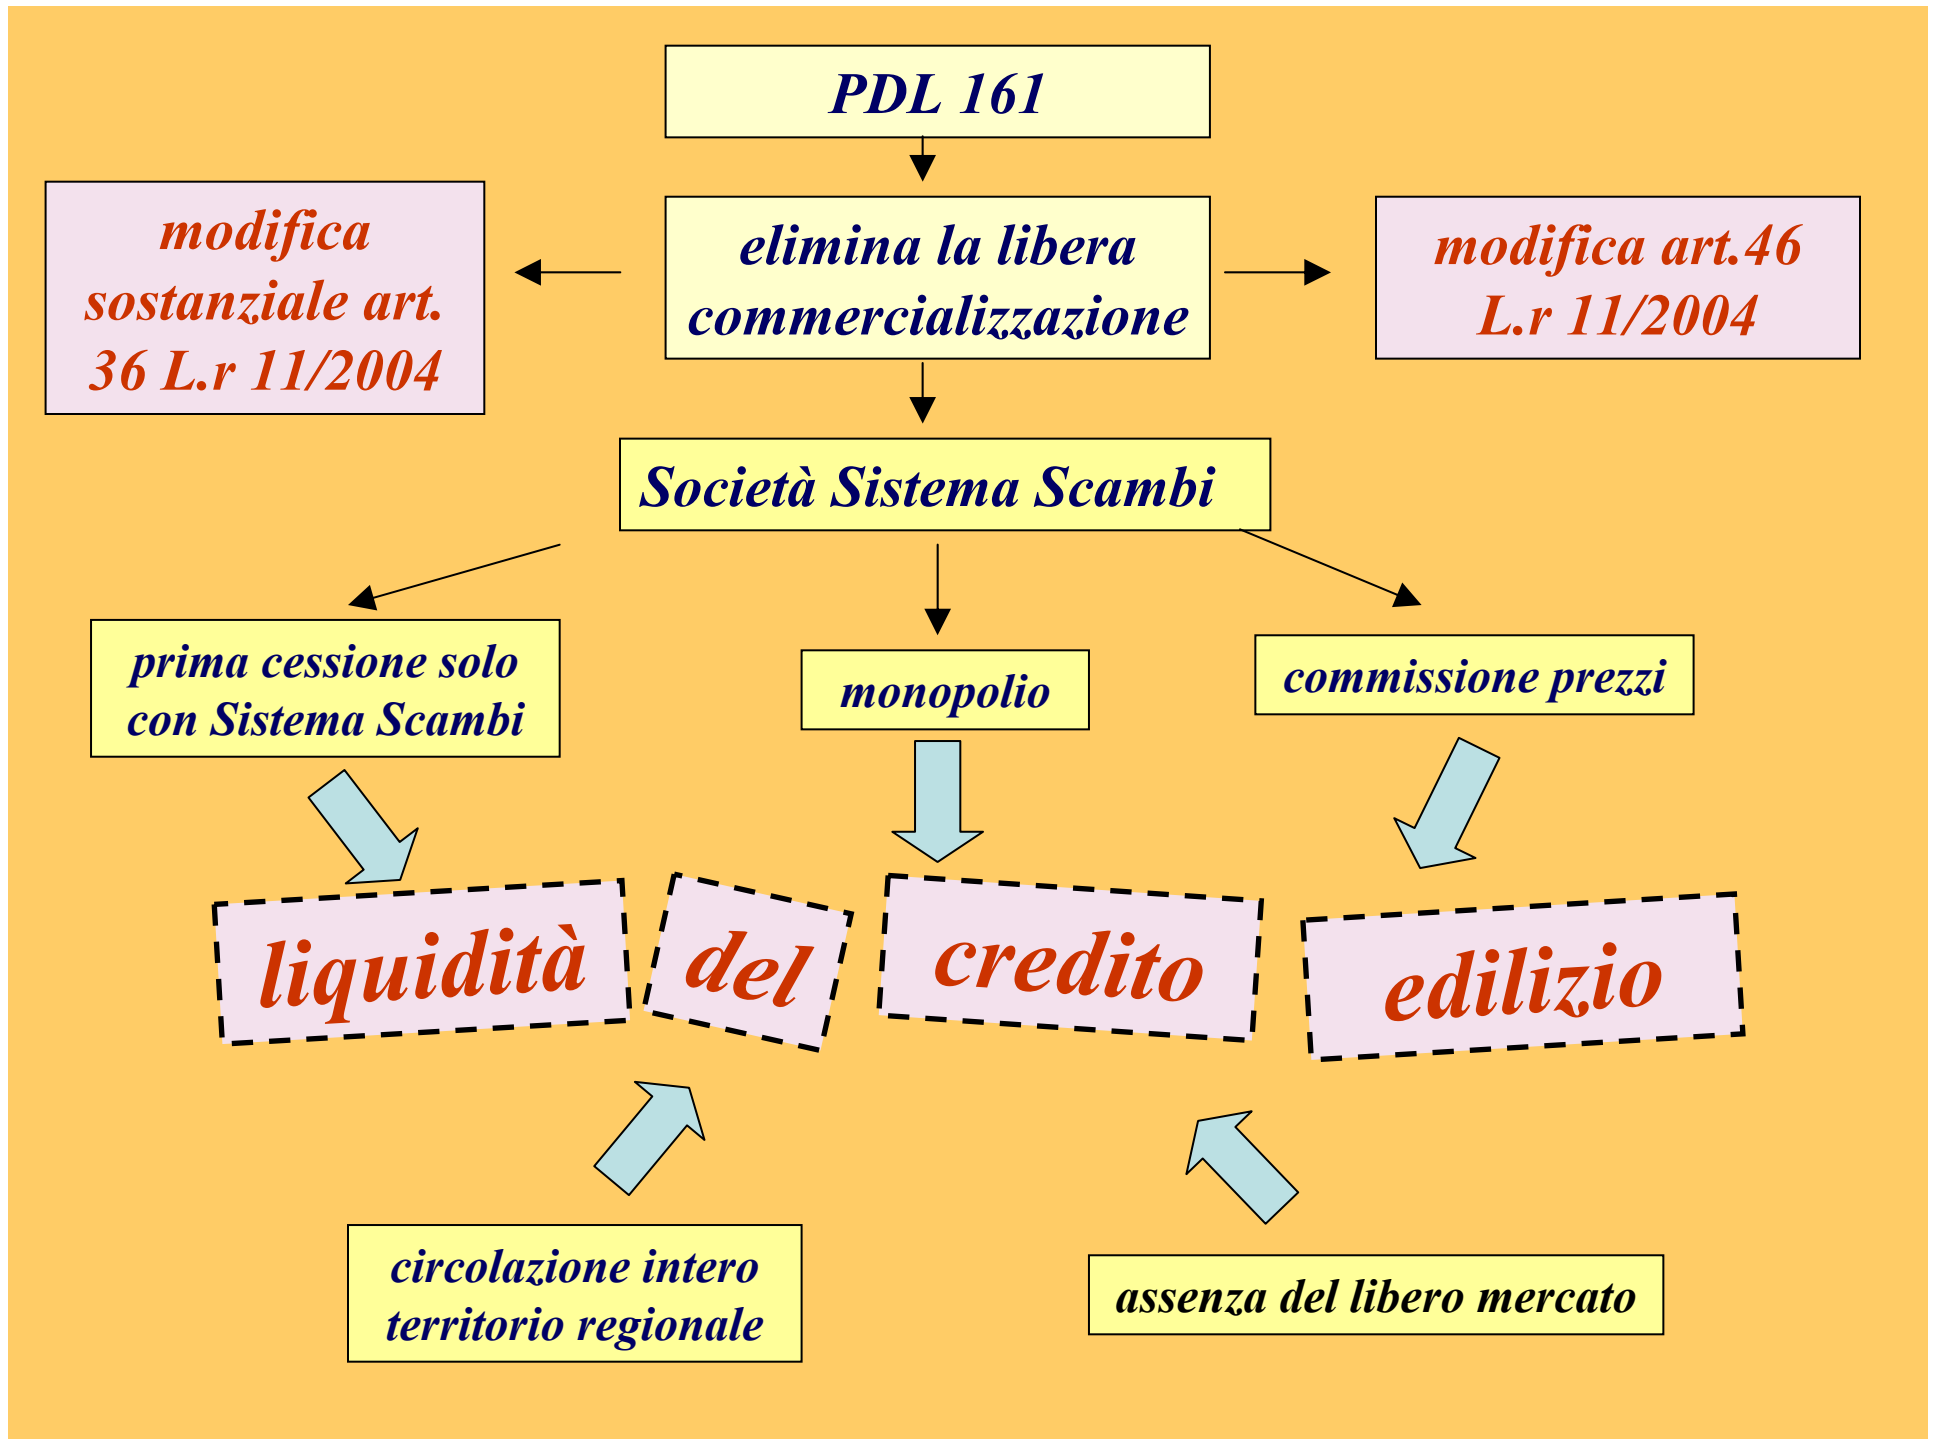 PDL 161
modifica
sostanziale art.
36 L.r 11/2004
elimina la libera
commercializzazione
modifica art.46
L.r 11/2004
Società Sistema Scambi
prima cessione solo
con Sistema Scambi
monopolio
commissione prezzi
liquidità
del
credito
edilizio
circolazione intero
territorio regionale
assenza del libero mercato